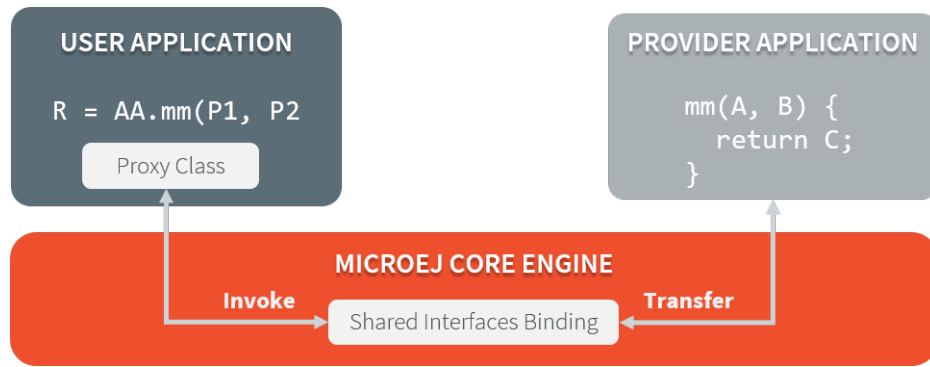 USER APPLICATION
R = AA.mm(P1, P2
Proxy Class
PROVIDER APPLICATION
mm(A, B) {
return C;
}
MICROEJ CORE ENGINE
Invoke
Shared Interfaces Binding
Transfer